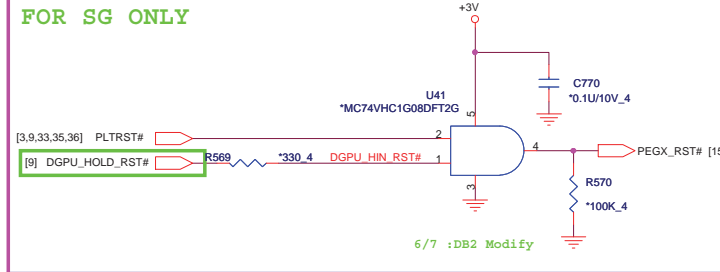 FOR SG ONLY
+3V
U41
*MC74VHC1G08DFT2G
C770
*0.1U/10V_4
5
[3,9,33,35,36] PLTRST#
2
[9] DGPU_HOLD_RST#
R569
*330_4
DGPU_HIN_RST#
1
4
PEGX_RST# [15
3
R570
*100K_4
6/7 :DB2 Modify